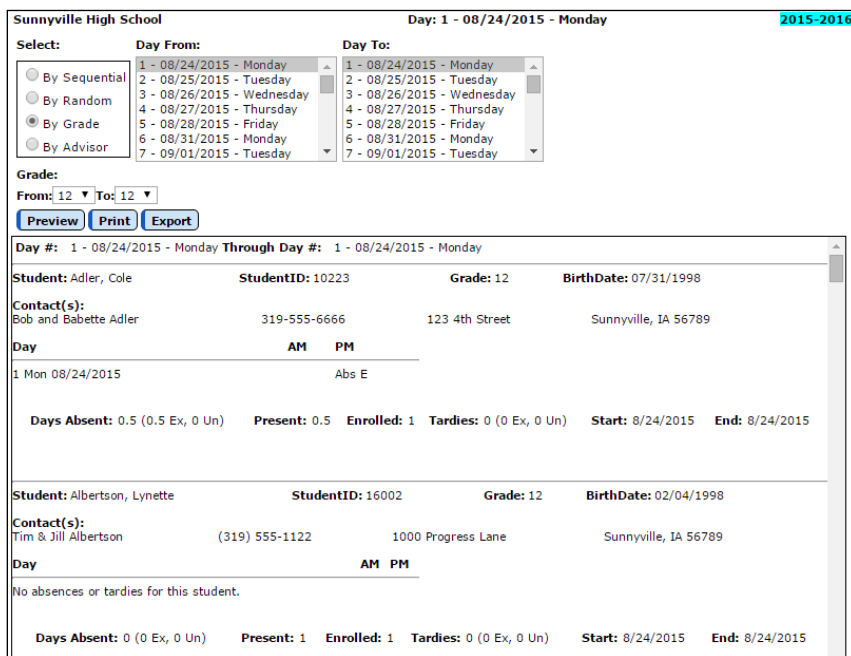 Sunnyville High School Day: 1 - 08/24/2015 - Monday 2015-2016
Select: Day From: Day To:
By Sequential
By Random
By Grade
By Advisor
1 - 08/24/2015 - Monday
2 - 08/25/2015 - Tuesday
3 - 08/26/2015 - Wednesday
4 - 08/27/2015 - Thursday
5 - 08/28/2015 - Friday
6 - 08/31/2015 - Monday
7 - 09/01/2015 - Tuesday
1 - 08/24/2015 - Monday
2 - 08/25/2015 - Tuesday
3 - 08/26/2015 - Wednesday
4 - 08/27/2015 - Thursday
5 - 08/28/2015 - Friday
6 - 08/31/2015 - Monday
7 - 09/01/2015 - Tuesday
Grade:
From: 12 To: 12
Preview Print Export
Day #: 1 - 08/24/2015 - Monday Through Day #: 1 - 08/24/2015 - Monday
Student: Adler, Cole StudentID: 10223 Grade: 12 BirthDate: 07/31/1998
Contact(s):
Bob and Babette Adler 319-555-6666 123 4th Street Sunnyville, IA 56789
Day AM PM
1 Mon 08/24/2015 Abs E
Days Absent: 0.5 (0.5 Ex, 0 Un) Present: 0.5 Enrolled: 1 Tardies: 0 (0 Ex, 0 Un) Start: 8/24/2015 End: 8/24/2015
Student: Albertson, Lynette StudentID: 16002 Grade: 12 BirthDate: 02/04/1998
Contact(s):
Tim & Jill Albertson (319) 555-1122 1000 Progress Lane Sunnyville, IA 56789
Day AM PM
No absences or tardies for this student.
Days Absent: 0 (0 Ex, 0 Un) Present: 1 Enrolled: 1 Tardies: 0 (0 Ex, 0 Un) Start: 8/24/2015 End: 8/24/2015